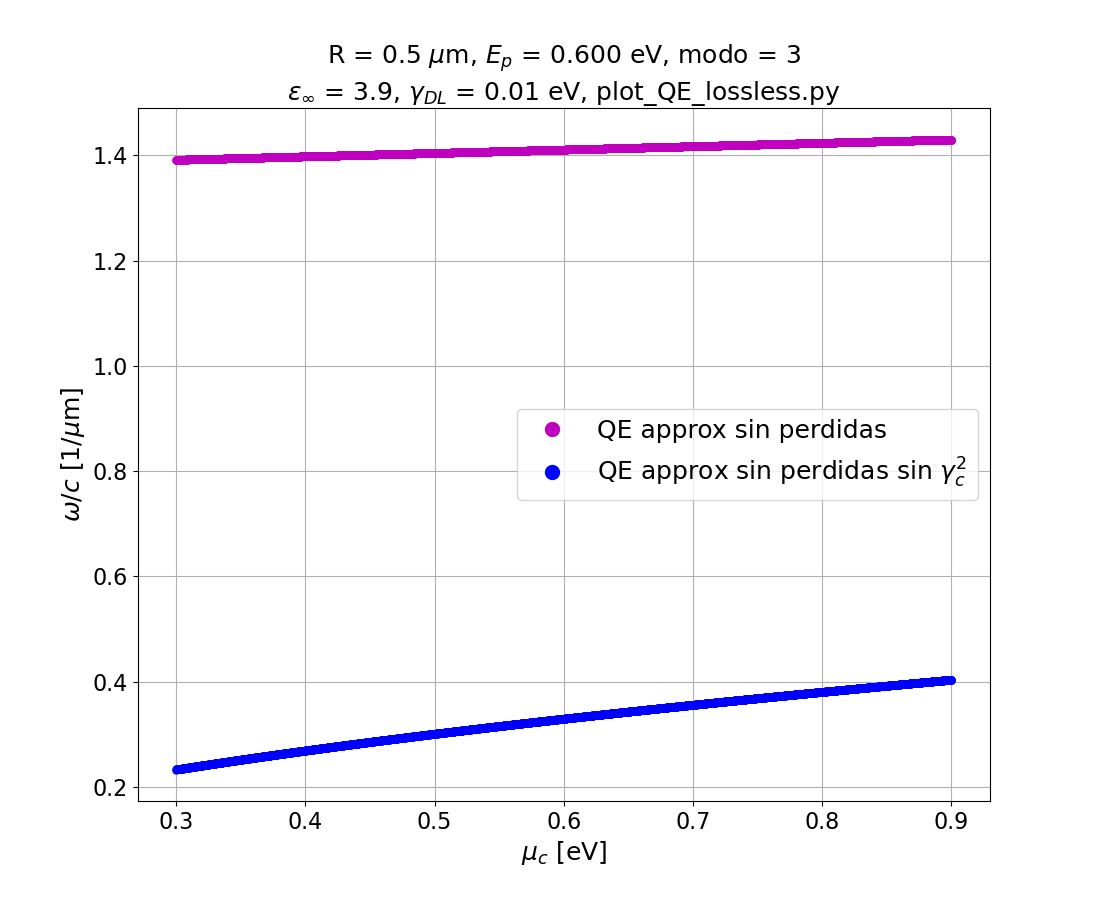 R = 0.5 μm, E_p = 0.600 eV, modo = 3
ε_∞ = 3.9, γ_DL = 0.01 eV, plot_QE_lossless.py
1.4
1.2
1.0
0.8
0.6
0.4
0.2
ω/c [1/μm]
QE approx sin perdidas
QE approx sin perdidas sin γ_c^2
0.3 0.4 0.5 0.6 0.7 0.8 0.9
μ_c [eV]